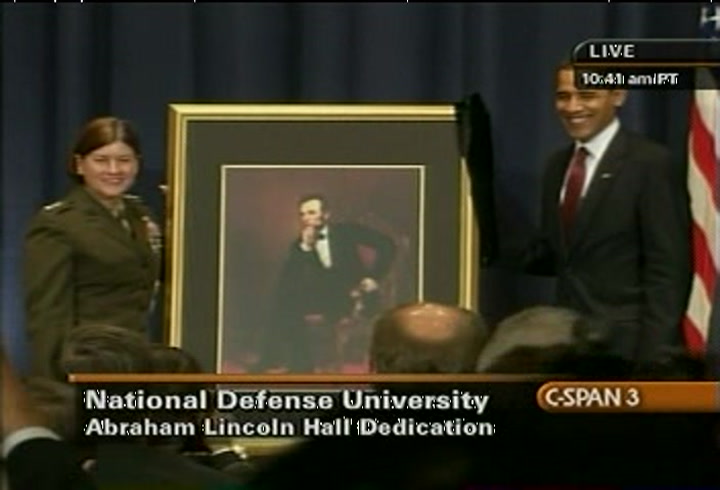 LIVE
10:41 am PT
National Defense University
C-SPAN 3
Abraham Lincoln Hall Dedication